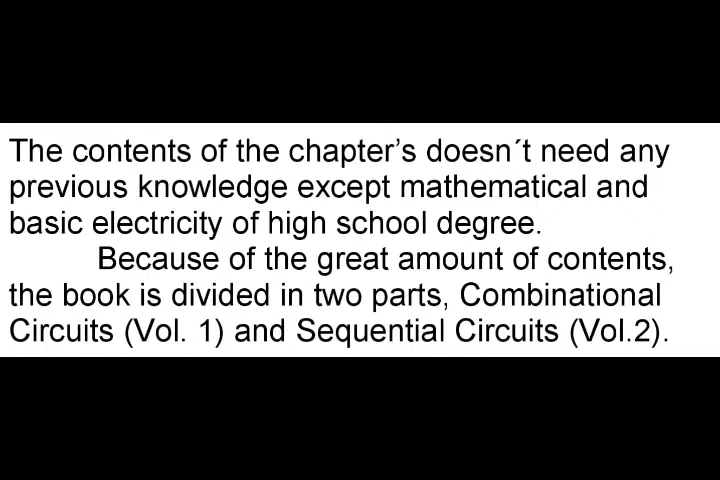 The contents of the chapter’s doesn´t need any
previous knowledge except mathematical and
basic electricity of high school degree.
Because of the great amount of contents,
the book is divided in two parts, Combinational
Circuits (Vol. 1) and Sequential Circuits (Vol.2).